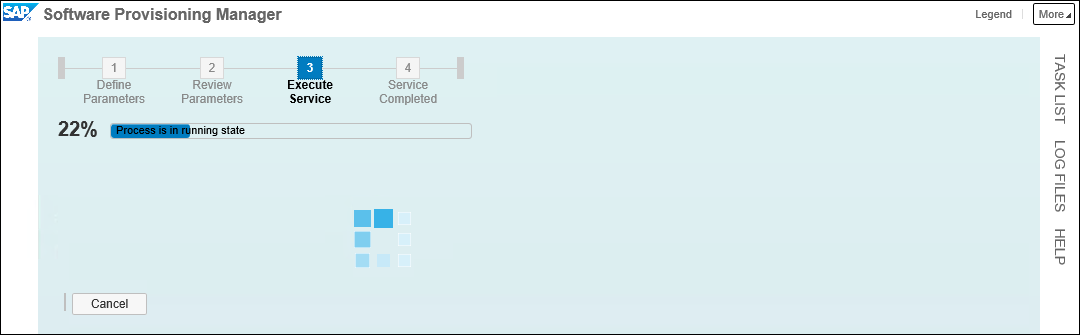 SAP Software Provisioning Manager
Legend
More
1
2
3
4
Define
Parameters
Review
Parameters
Execute
Service
Service
Completed
22%
Process is in running state
Cancel
TASK LIST
LOG FILES
HELP